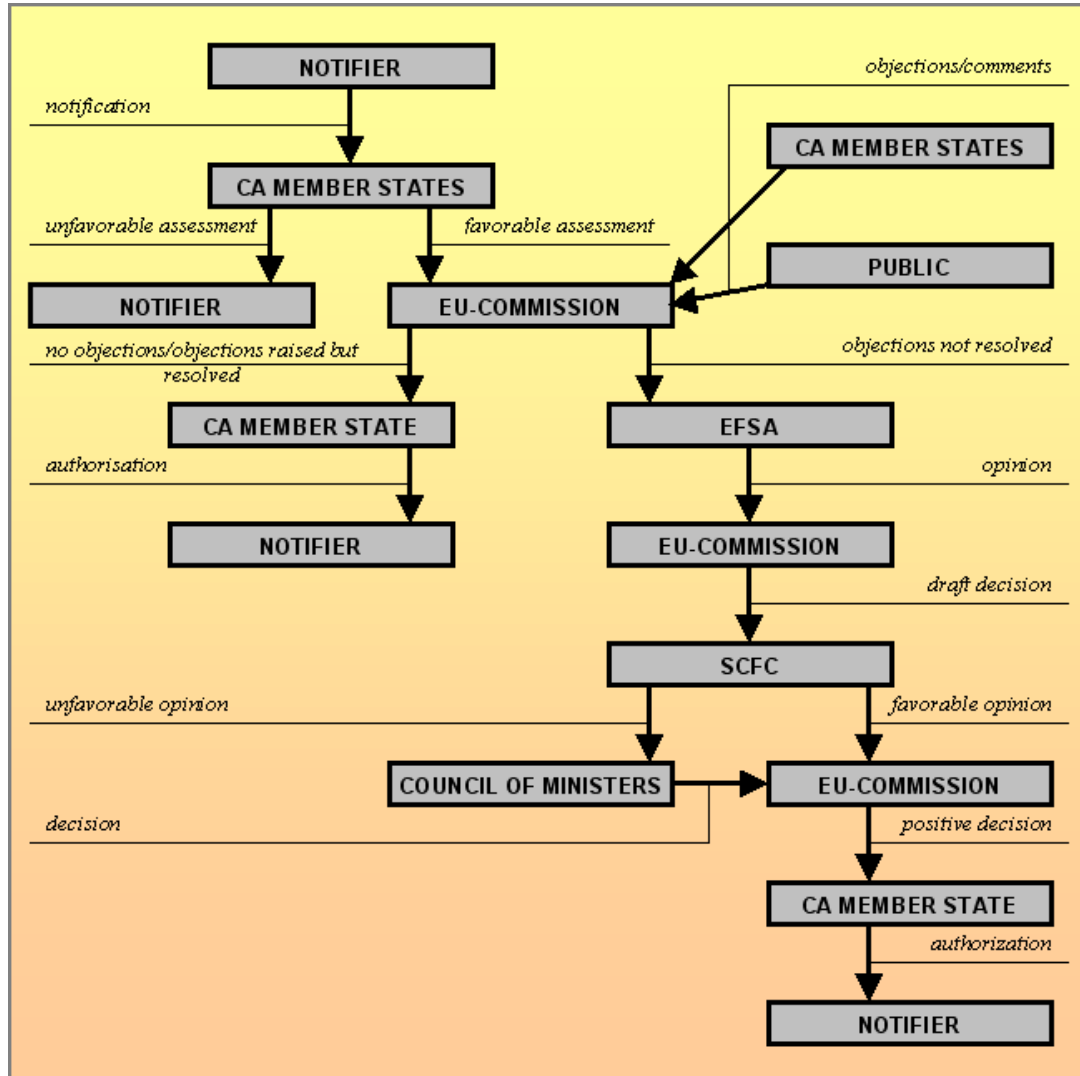 NOTIFIER
objections/comments
notification
CA MEMBER STATES
CA MEMBER STATES
unfavorable assessment
favorable assessment
PUBLIC
NOTIFIER
EU-COMMISSION
no objections/objections raised but
resolved
objections not resolved
CA MEMBER STATE
EFSA
authorisation
opinion
NOTIFIER
EU-COMMISSION
draft decision
SCFC
unfavorable opinion
favorable opinion
COUNCIL OF MINISTERS
EU-COMMISSION
decision
positive decision
CA MEMBER STATE
authorization
NOTIFIER